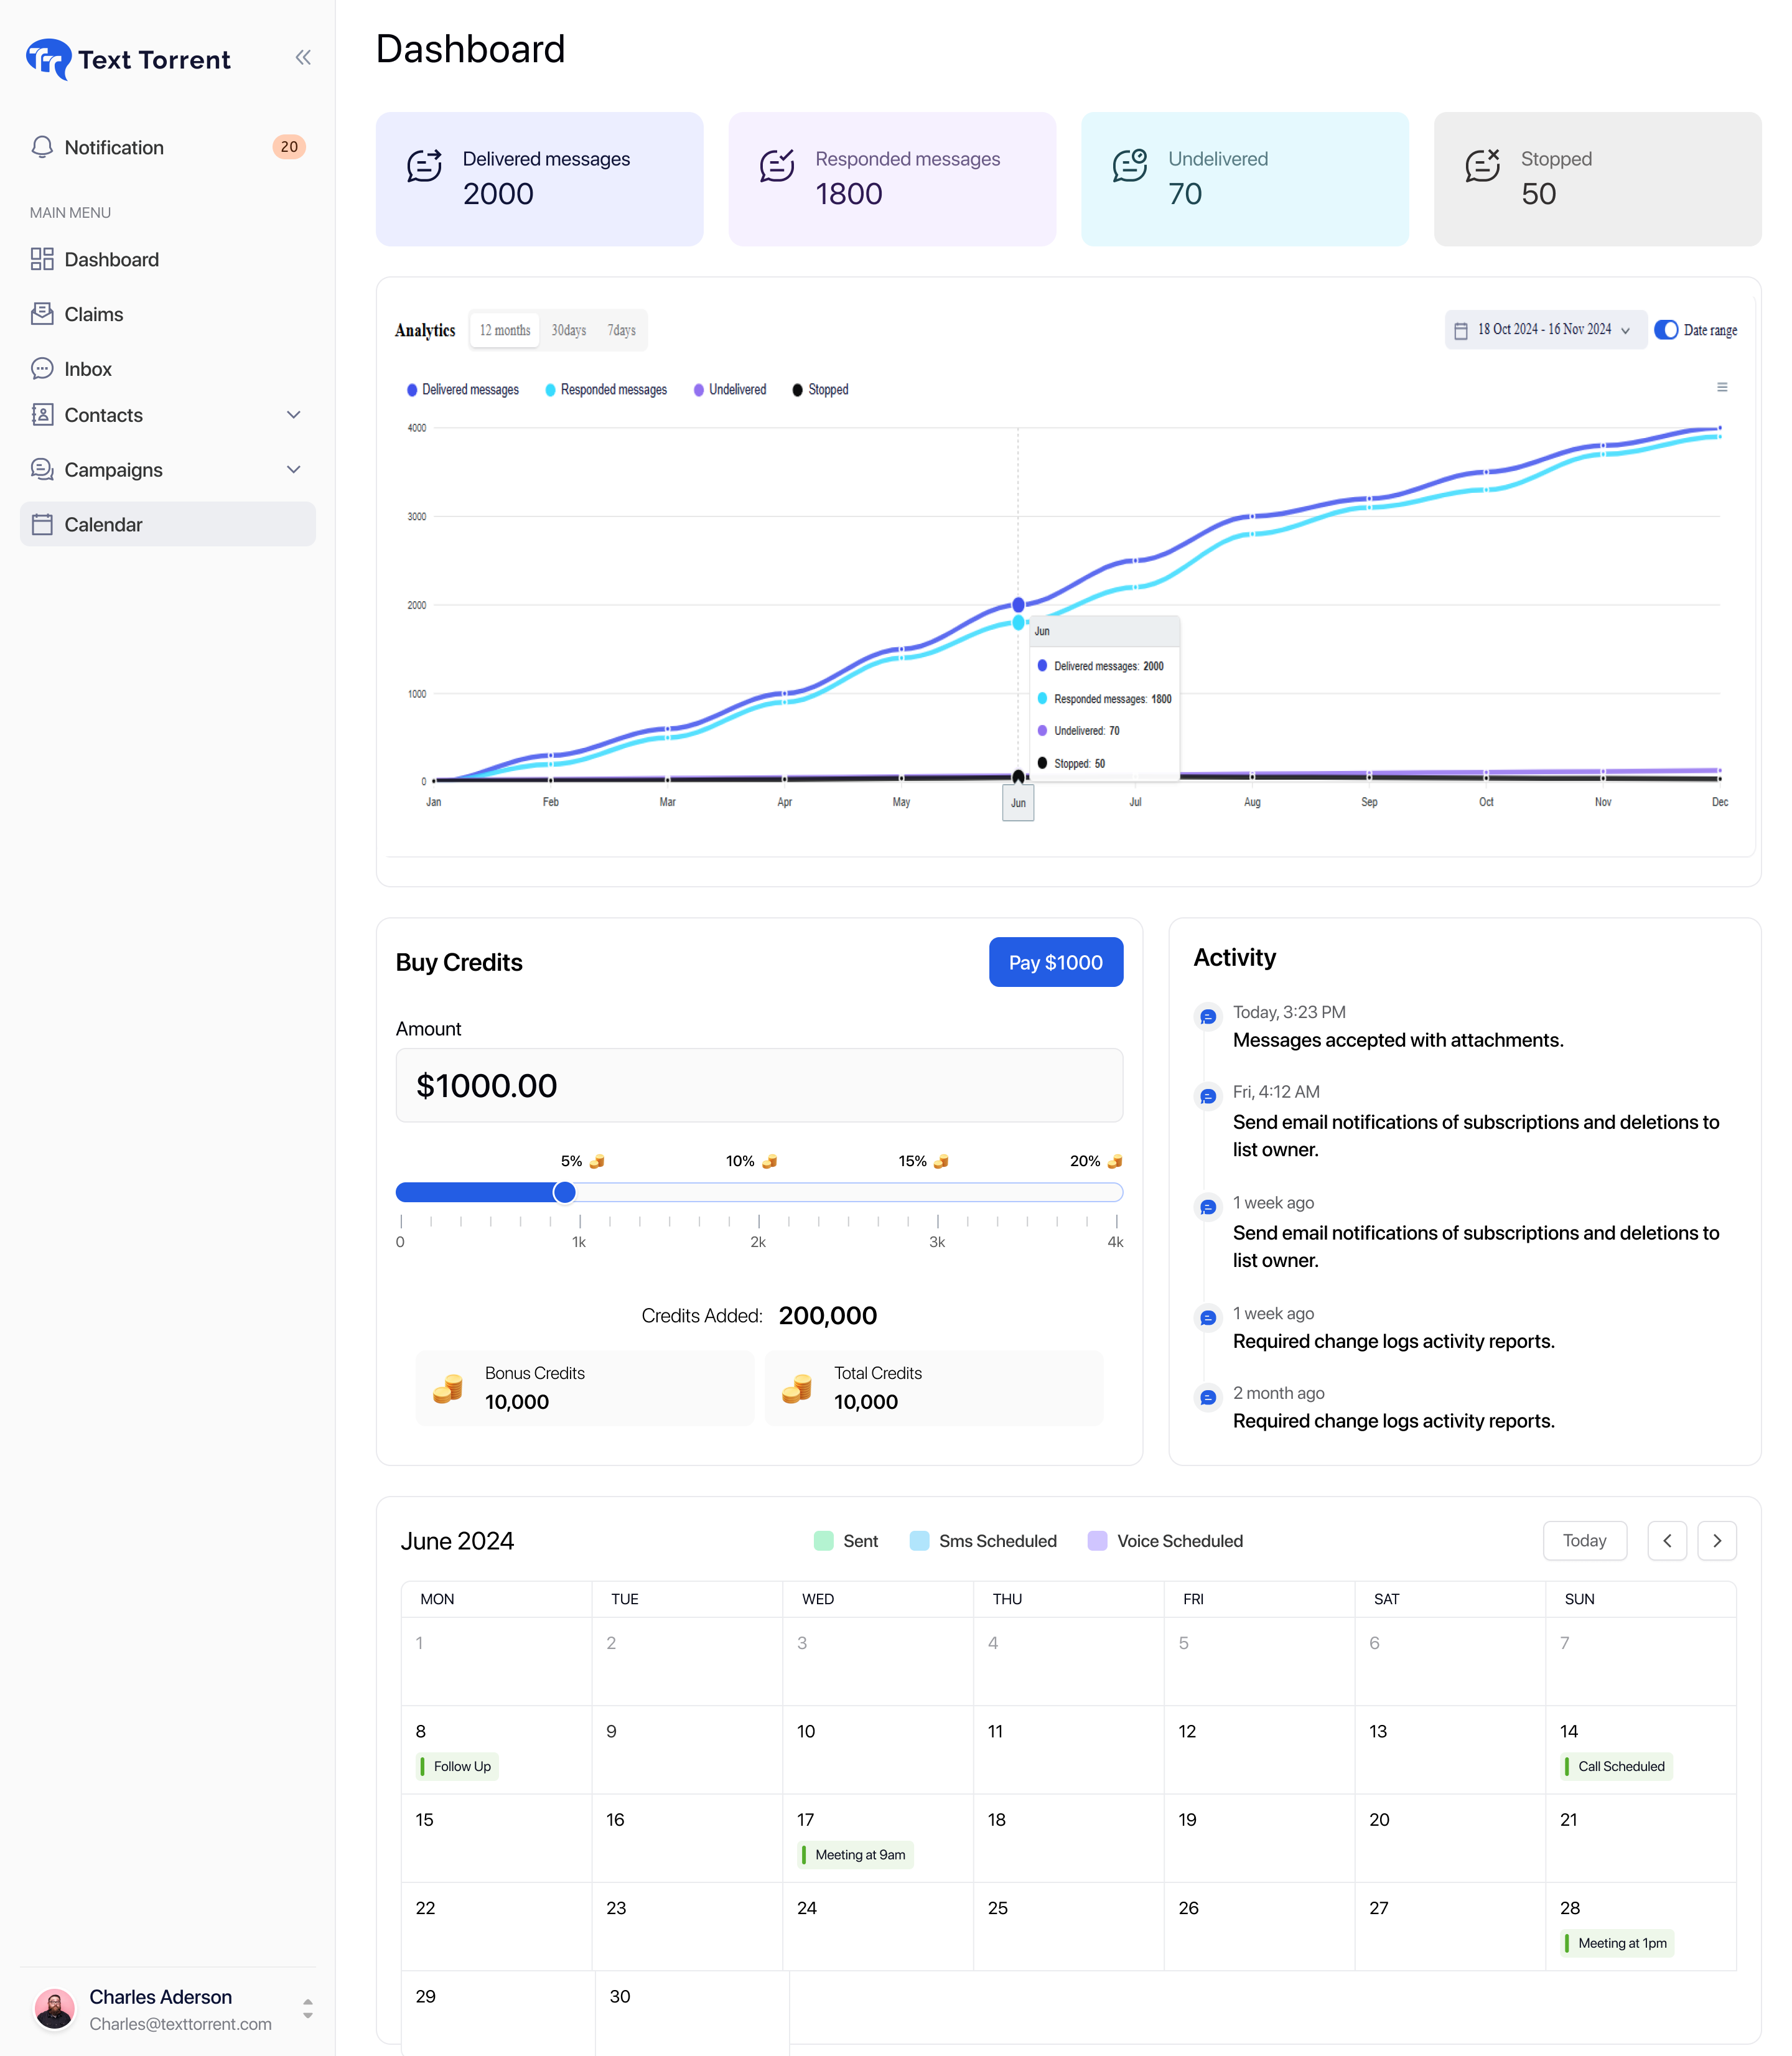 Text Torrent
Notification
20
MAIN MENU
Dashboard
Claims
Inbox
Contacts
Campaigns
Calendar
Charles Aderson
Charles@texttorrent.com
Dashboard
Delivered messages
2000
Responded messages
1800
Undelivered
70
Stopped
50
Analytics
12 months 30days 7days
18 Oct 2024 - 16 Nov 2024
Date range
Delivered messages Responded messages Undelivered Stopped
4000
3000
2000
1000
0
Jun
Delivered messages: 2000
Responded messages: 1800
Undelivered: 70
Stopped: 50
Jan Feb Mar Apr May Jun Jul Aug Sep Oct Nov Dec
Buy Credits
Pay $1000
Amount
$1000.00
5% 10% 15% 20%
0 1k 2k 3k 4k
Credits Added: 200,000
Bonus Credits
10,000
Total Credits
10,000
Activity
Today, 3:23 PM
Messages accepted with attachments.
Fri, 4:12 AM
Send email notifications of subscriptions and deletions to
list owner.
1 week ago
Send email notifications of subscriptions and deletions to
list owner.
1 week ago
Required change logs activity reports.
2 month ago
Required change logs activity reports.
June 2024
Sent Sms Scheduled Voice Scheduled
Today
MON TUE WED THU FRI SAT SUN
1 2 3 4 5 6 7
8 9 10 11 12 13 14
Follow Up Call Scheduled
15 16 17 18 19 20 21
Meeting at 9am
22 23 24 25 26 27 28
Meeting at 1pm
29 30